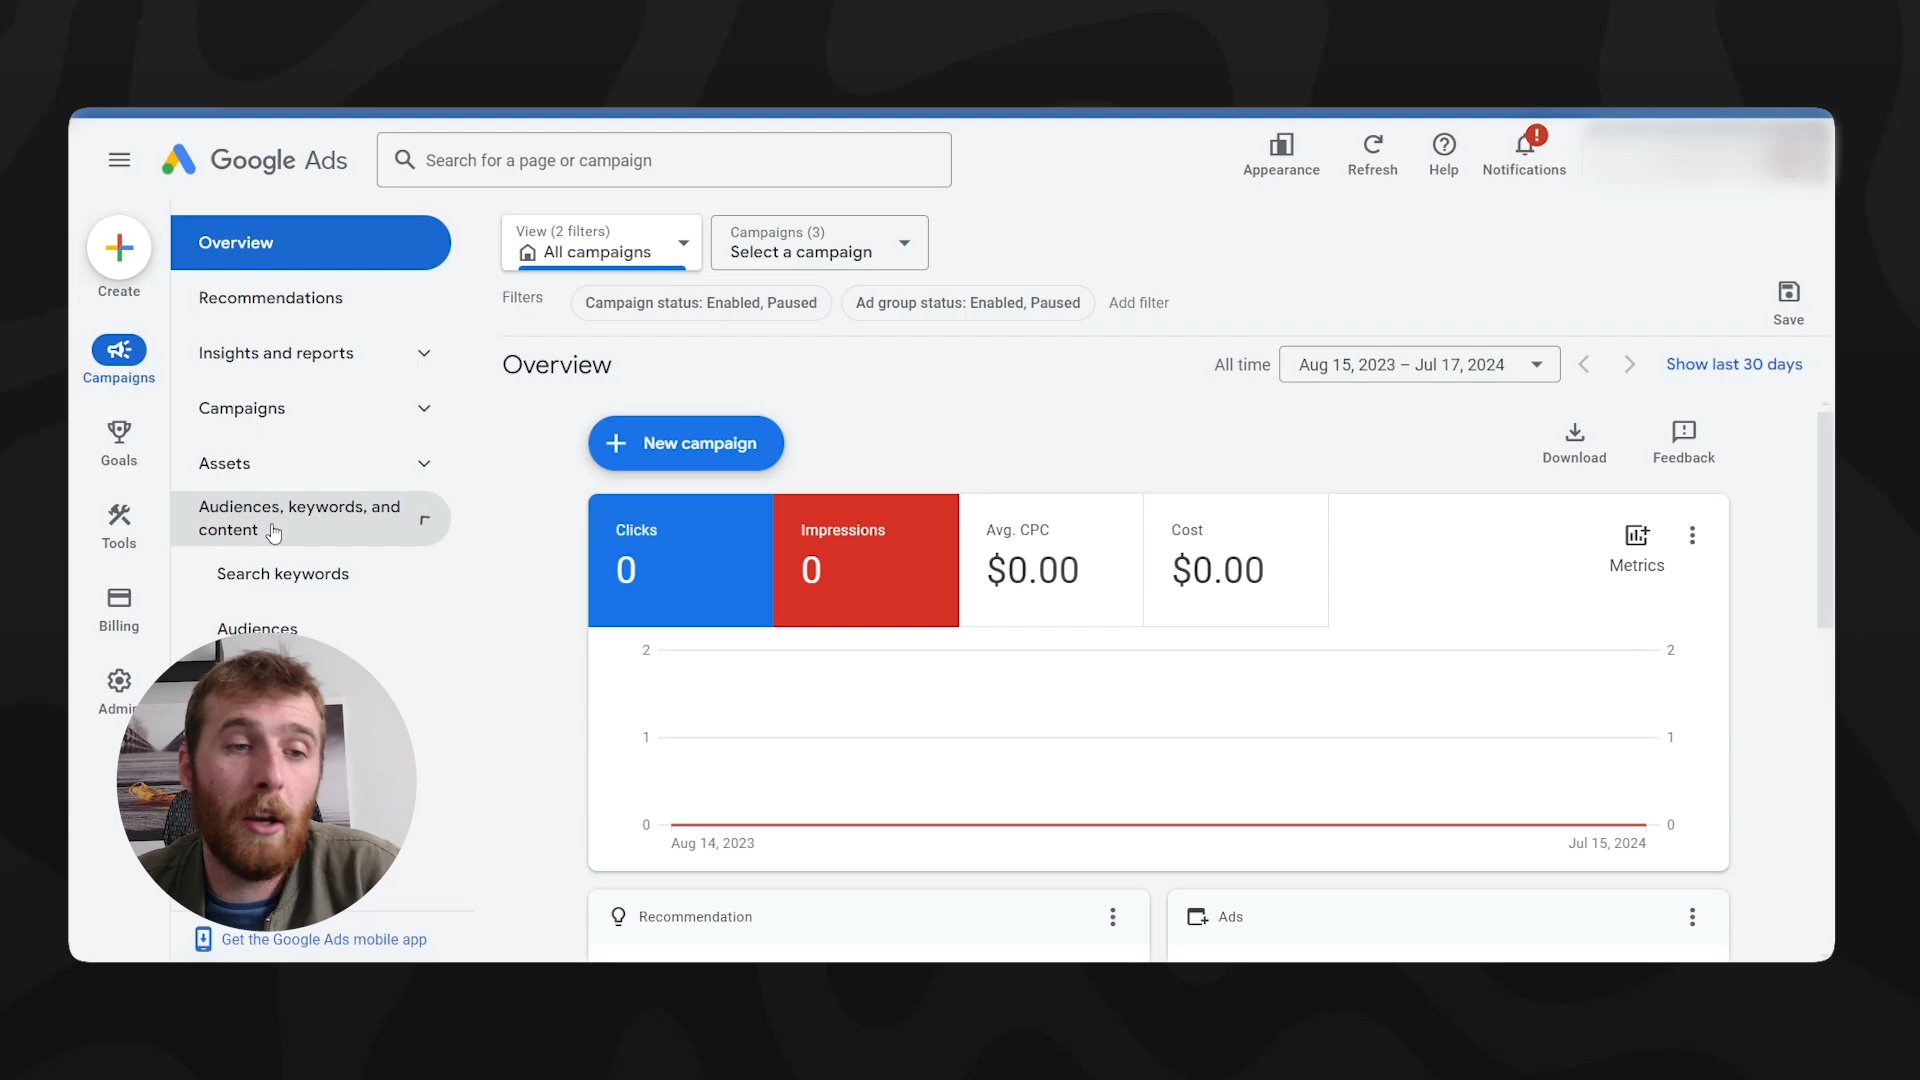 Google Ads
Search for a page or campaign
Appearance
Refresh
Help
!
Notifications
Create
Campaigns
Goals
Tools
Billing
Admin
Overview
Recommendations
Insights and reports
Campaigns
Assets
Audiences, keywords, and
content
Search keywords
Audiences
Get the Google Ads mobile app
View (2 filters)
All campaigns
Campaigns (3)
Select a campaign
Filters
Campaign status: Enabled, Paused
Ad group status: Enabled, Paused
Add filter
Save
Overview
All time
Aug 15, 2023 – Jul 17, 2024
Show last 30 days
New campaign
Download
Feedback
Clicks
0
Impressions
0
Avg. CPC
$0.00
Cost
$0.00
Metrics
2
2
1
1
0
0
Aug 14, 2023
Jul 15, 2024
Recommendation
Ads